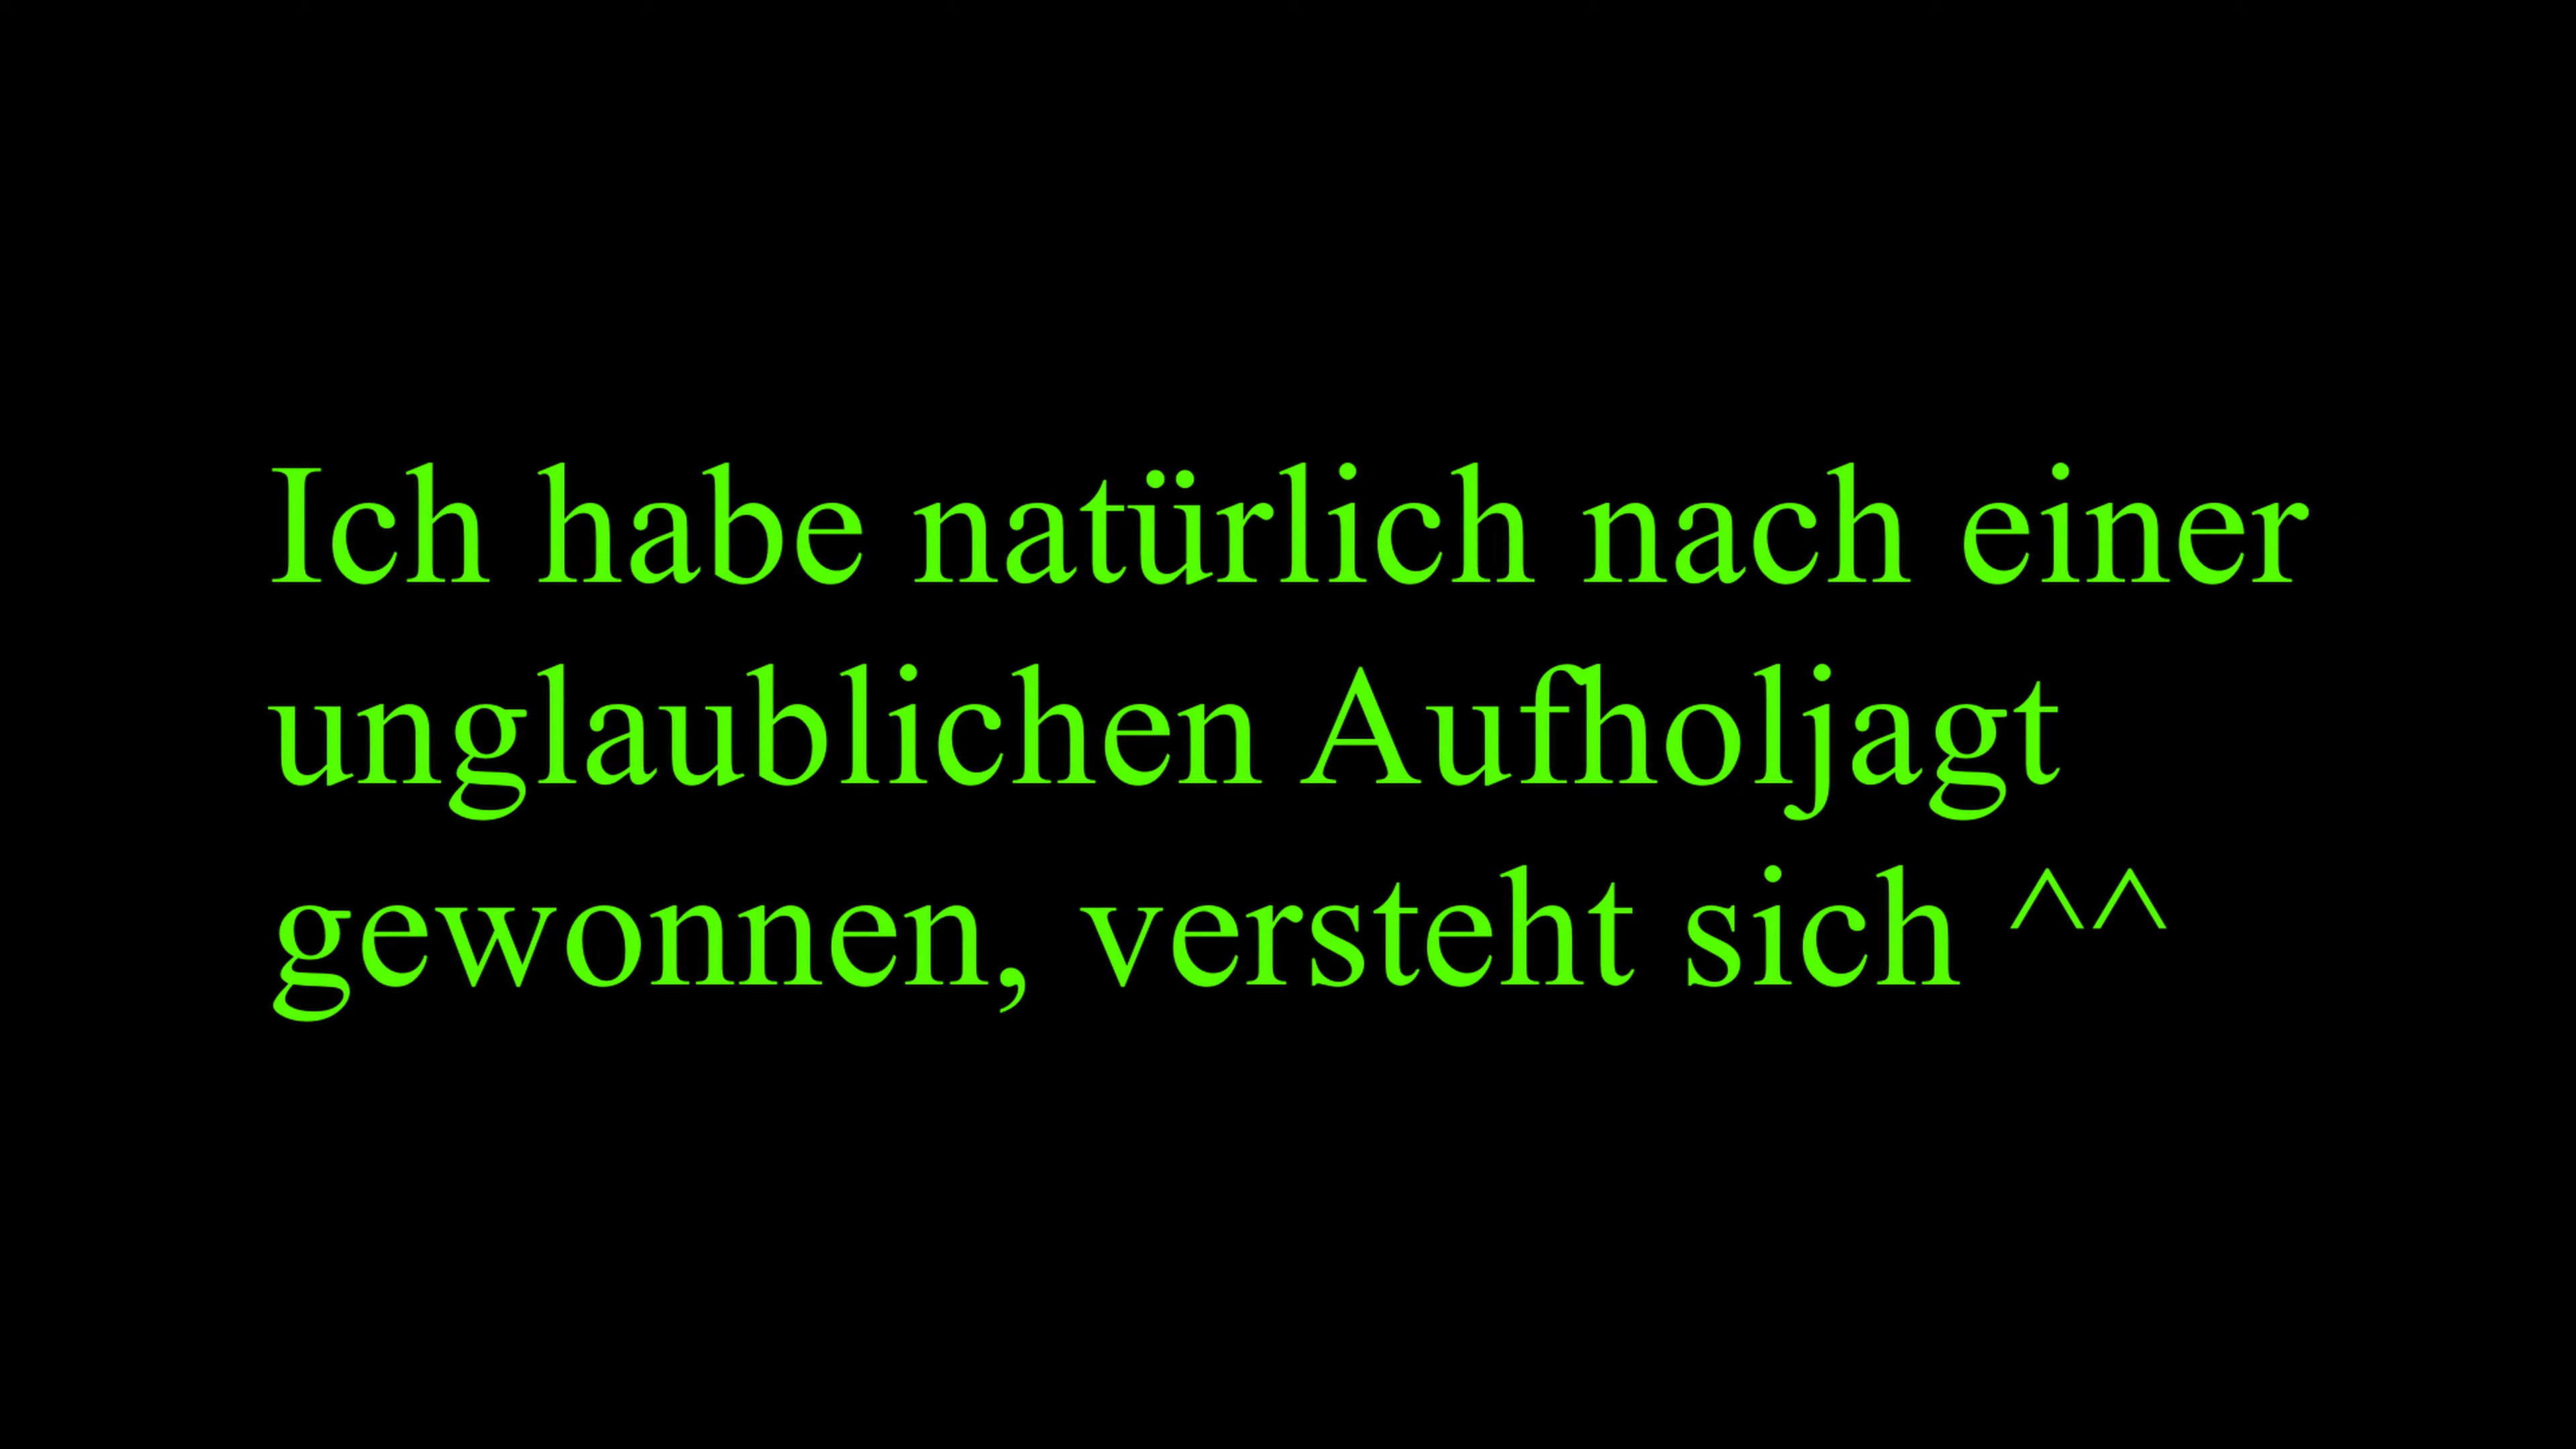 Ich habe natürlich nach einer
unglaublichen Aufholjagt
gewonnen, versteht sich ^^